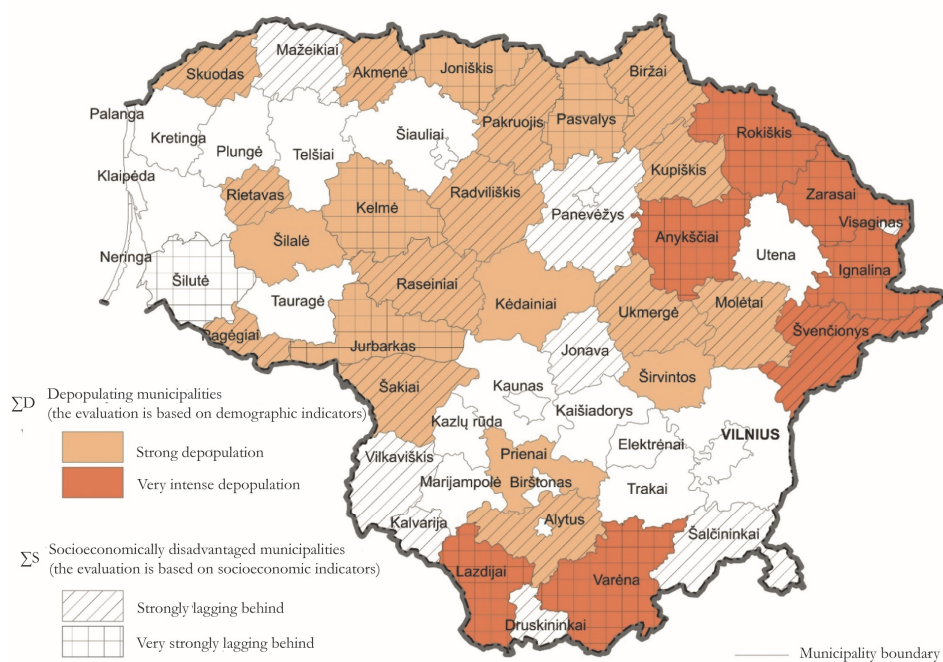 Mažeikiai
Skuodas
Akmenė
Joniškis
Biržai
Palanga
Kretinga
Plungė
Telšiai
Šiauliai
Pakruojis
Pasvalys
Rokiškis
Klaipėda
Rietavas
Kelmė
Radviliškis
Panevėžys
Kupiškis
Zarasai
Visaginas
Neringa
Šilutė
Šilalė
Anykščiai
Utena
Ignalina
Tauragė
Raseiniai
Kėdainiai
Ukmergė
Molėtai
Švenčionys
Pagėgiai
Jurbarkas
Jonava
Širvintos
Šakiai
Kaunas
Kaišiadorys
Kazlų rūda
Elektrėnai
VILNIUS
Vilkaviškis
Prienai
Marijampolė
Birštonas
Trakai
Kalvarija
Alytus
Šalčininkai
Lazdijai
Varėna
Druskininkai
∑D Depopulating municipalities
(the evaluation is based on demographic indicators)
Strong depopulation
Very intense depopulation
∑S Socioeconomically disadvantaged municipalities
(the evaluation is based on socioeconomic indicators)
Strongly lagging behind
Very strongly lagging behind
Municipality boundary